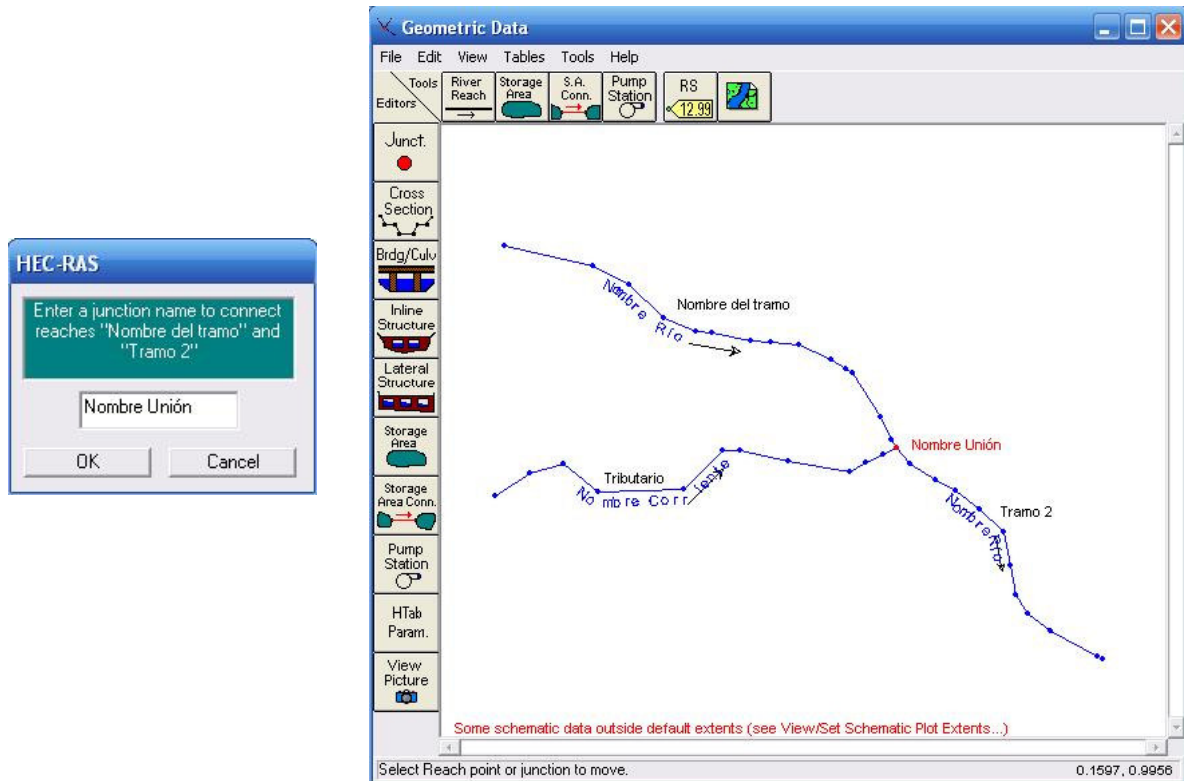 HEC-RAS
Enter a junction name to connect
reaches "Nombre del tramo" and
"Tramo 2"
Nombre Unión
OK
Cancel
Geometric Data
File Edit View Tables Tools Help
Tools
Editors
River
Reach
Storage
Area
S.A.
Conn.
Pump
Station
RS
12.99
Junct.
Cross
Section
Brdg/Culv
Inline
Structure
Lateral
Structure
Storage
Area
Storage
Area Conn.
Pump
Station
HTab
Param.
View
Picture
Nombre del tramo
Nombre Río
Nombre Unión
Tributario
Nombre Corriente
Tramo 2
Nombre Río
Some schematic data outside default extents (see View/Set Schematic Plot Extents...)
Select Reach point or junction to move.
0.1597, 0.9956